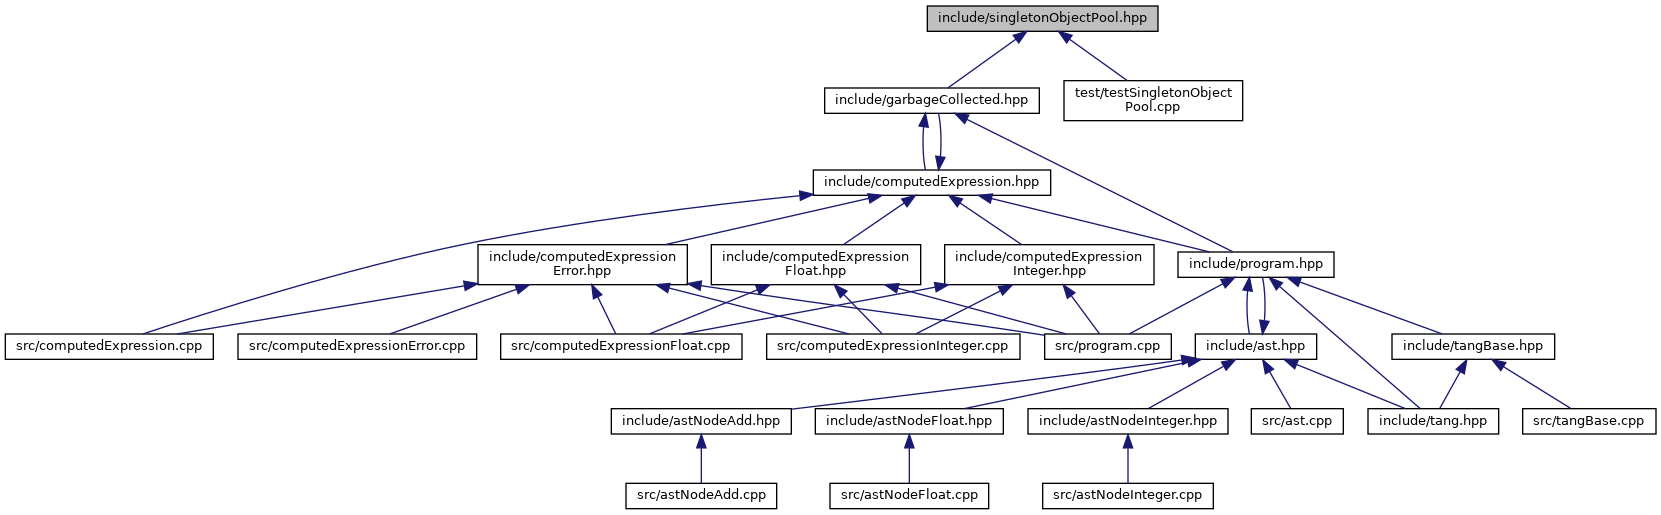 include/singletonObjectPool.hpp
include/garbageCollected.hpp
test/testSingletonObject
Pool.cpp
include/computedExpression.hpp
include/computedExpression
Error.hpp
include/computedExpression
Float.hpp
include/computedExpression
Integer.hpp
include/program.hpp
src/computedExpression.cpp
src/computedExpressionError.cpp
src/computedExpressionFloat.cpp
src/computedExpressionInteger.cpp
src/program.cpp
include/ast.hpp
include/tangBase.hpp
include/astNodeAdd.hpp
include/astNodeFloat.hpp
include/astNodeInteger.hpp
src/ast.cpp
include/tang.hpp
src/tangBase.cpp
src/astNodeAdd.cpp
src/astNodeFloat.cpp
src/astNodeInteger.cpp